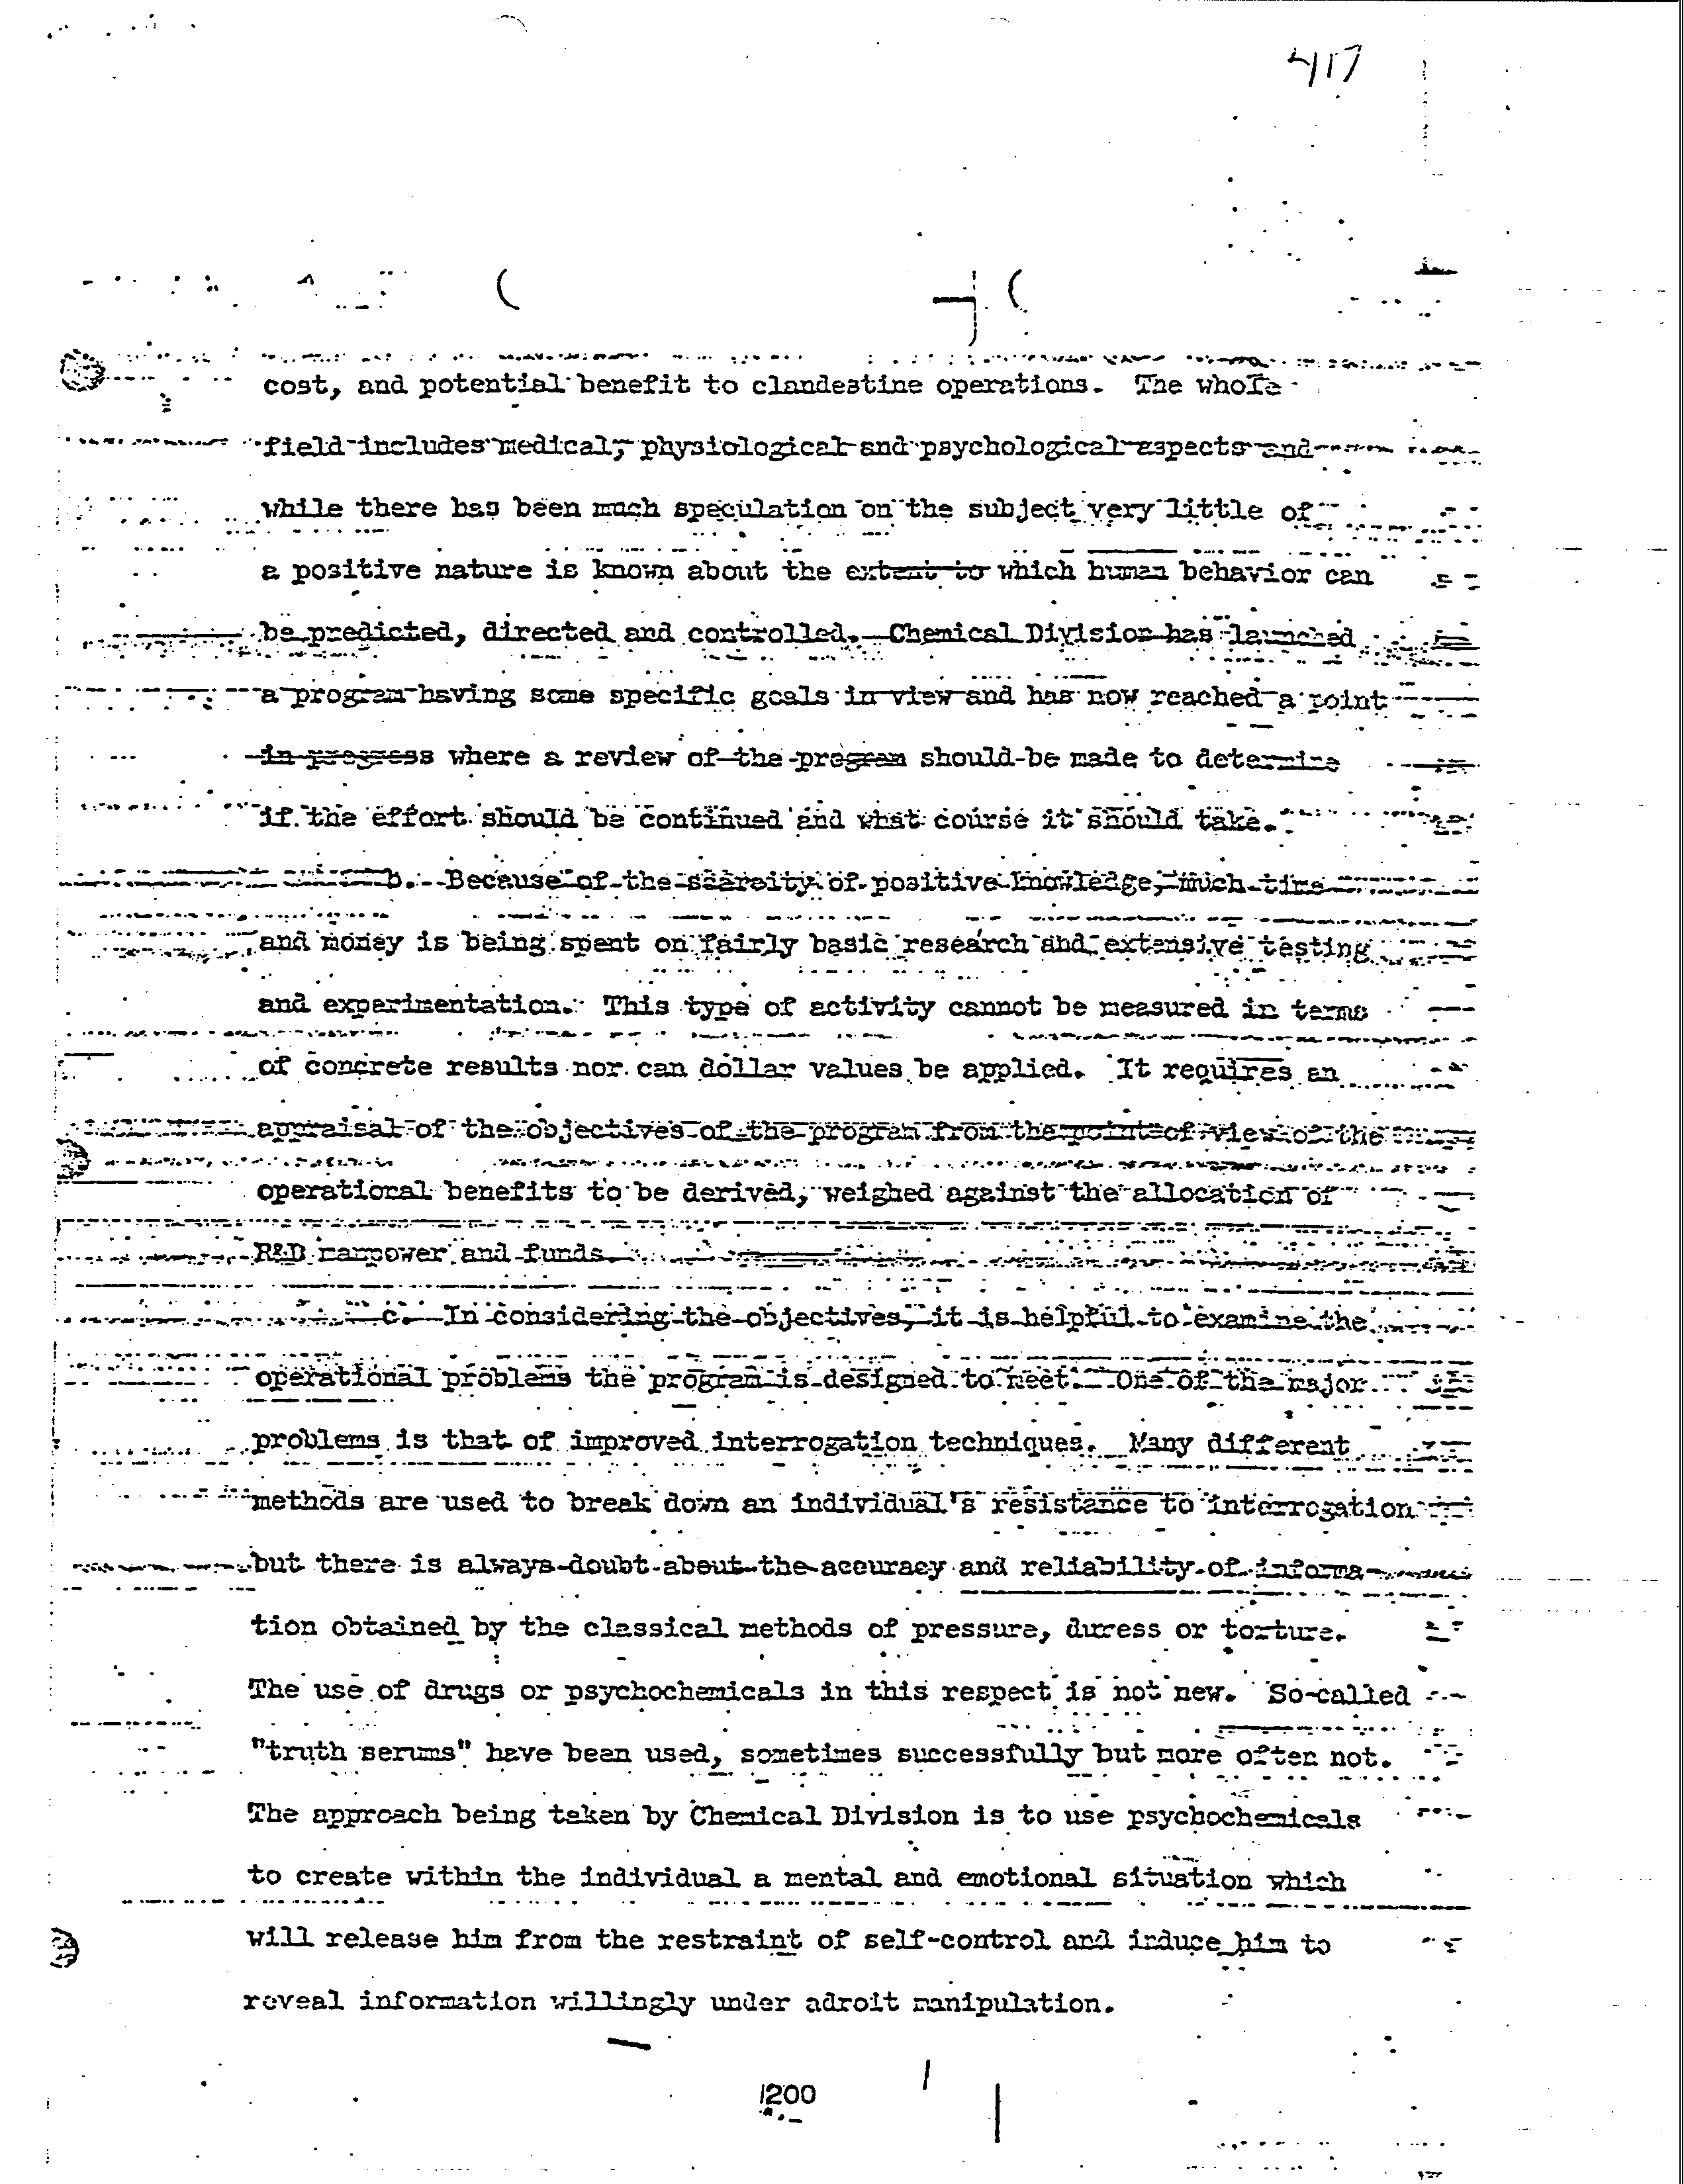 417
cost, and potential benefit to clandestine operations. The whole
field includes medical, physiological and psychological aspects and
while there has been much speculation on the subject very little of
a positive nature is known about the extent to which human behavior can
be predicted, directed and controlled. Chemical Division has launched
a program having some specific goals in view and has now reached a point
in progress where a review of the program should be made to determine
if the effort should be continued and what course it should take.
b. Because of the scarcity of positive knowledge, much time
and money is being spent on fairly basic research and extensive testing
and experimentation. This type of activity cannot be measured in terms
of concrete results nor can dollar values be applied. It requires an
appraisal of the objectives of the program from the point of view of the
operational benefits to be derived, weighed against the allocation of
R&D manpower and funds.
c. In considering the objectives, it is helpful to examine the
operational problems the program is designed to meet. One of the major
problems is that of improved interrogation techniques. Many different
methods are used to break down an individual's resistance to interrogation
but there is always doubt about the accuracy and reliability of informa-
tion obtained by the classical methods of pressure, duress or torture.
The use of drugs or psychochemicals in this respect is not new. So-called
"truth serums" have been used, sometimes successfully but more often not.
The approach being taken by Chemical Division is to use psychochemicals
to create within the individual a mental and emotional situation which
will release him from the restraint of self-control and induce him to
reveal information willingly under adroit manipulation.
1200